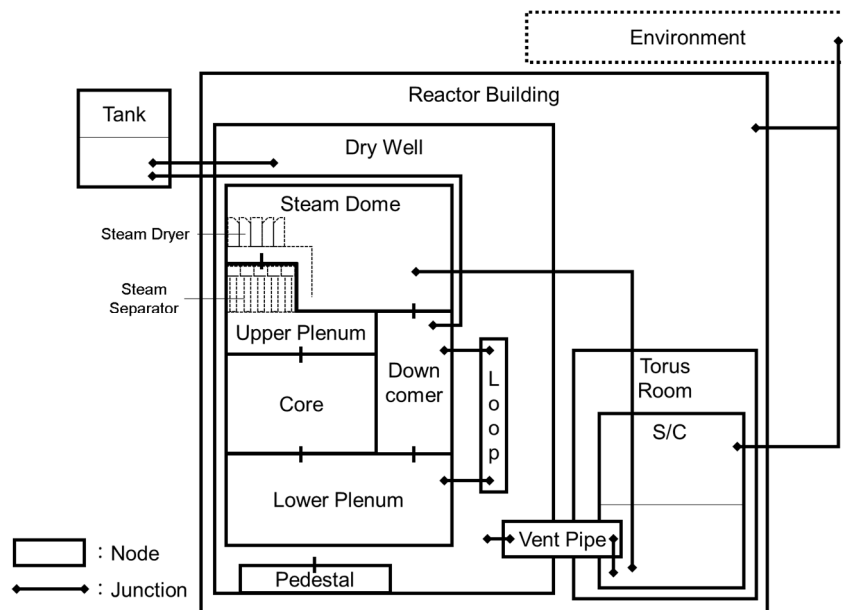 Environment
Reactor Building
Tank
Dry Well
Steam Dome
Steam Dryer
Steam
Separator
Upper Plenum
Down
comer
Loop
Core
Torus
Room
S/C
Lower Plenum
Vent Pipe
: Node
Pedestal
: Junction